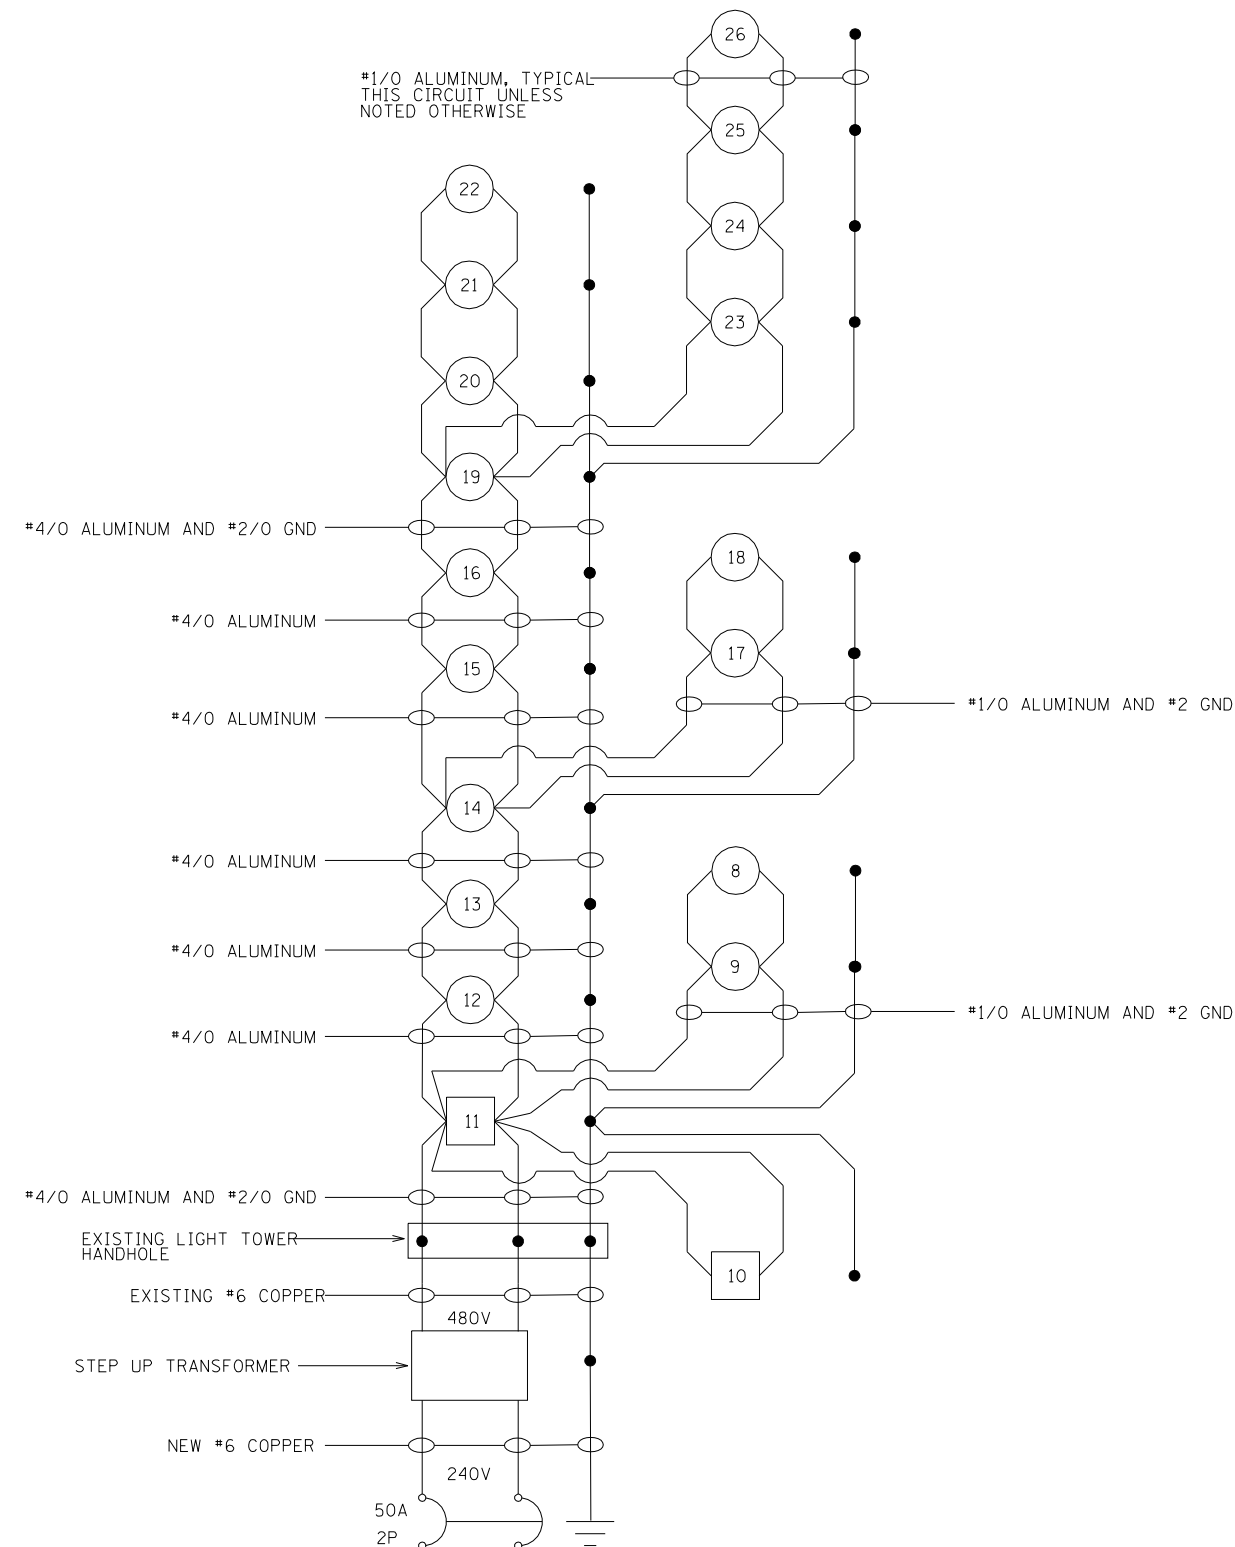 26
#1/0 ALUMINUM, TYPICAL
THIS CIRCUIT UNLESS
NOTED OTHERWISE
25
22
24
21
23
20
19
#4/0 ALUMINUM AND #2/0 GND
18
16
#4/0 ALUMINUM
17
15
#1/0 ALUMINUM AND #2 GND
#4/0 ALUMINUM
14
#4/0 ALUMINUM
8
13
#4/0 ALUMINUM
9
12
#1/0 ALUMINUM AND #2 GND
#4/0 ALUMINUM
11
#4/0 ALUMINUM AND #2/0 GND
EXISTING LIGHT TOWER
HANDHOLE
10
EXISTING #6 COPPER
480V
STEP UP TRANSFORMER
NEW #6 COPPER
240V
50A
2P